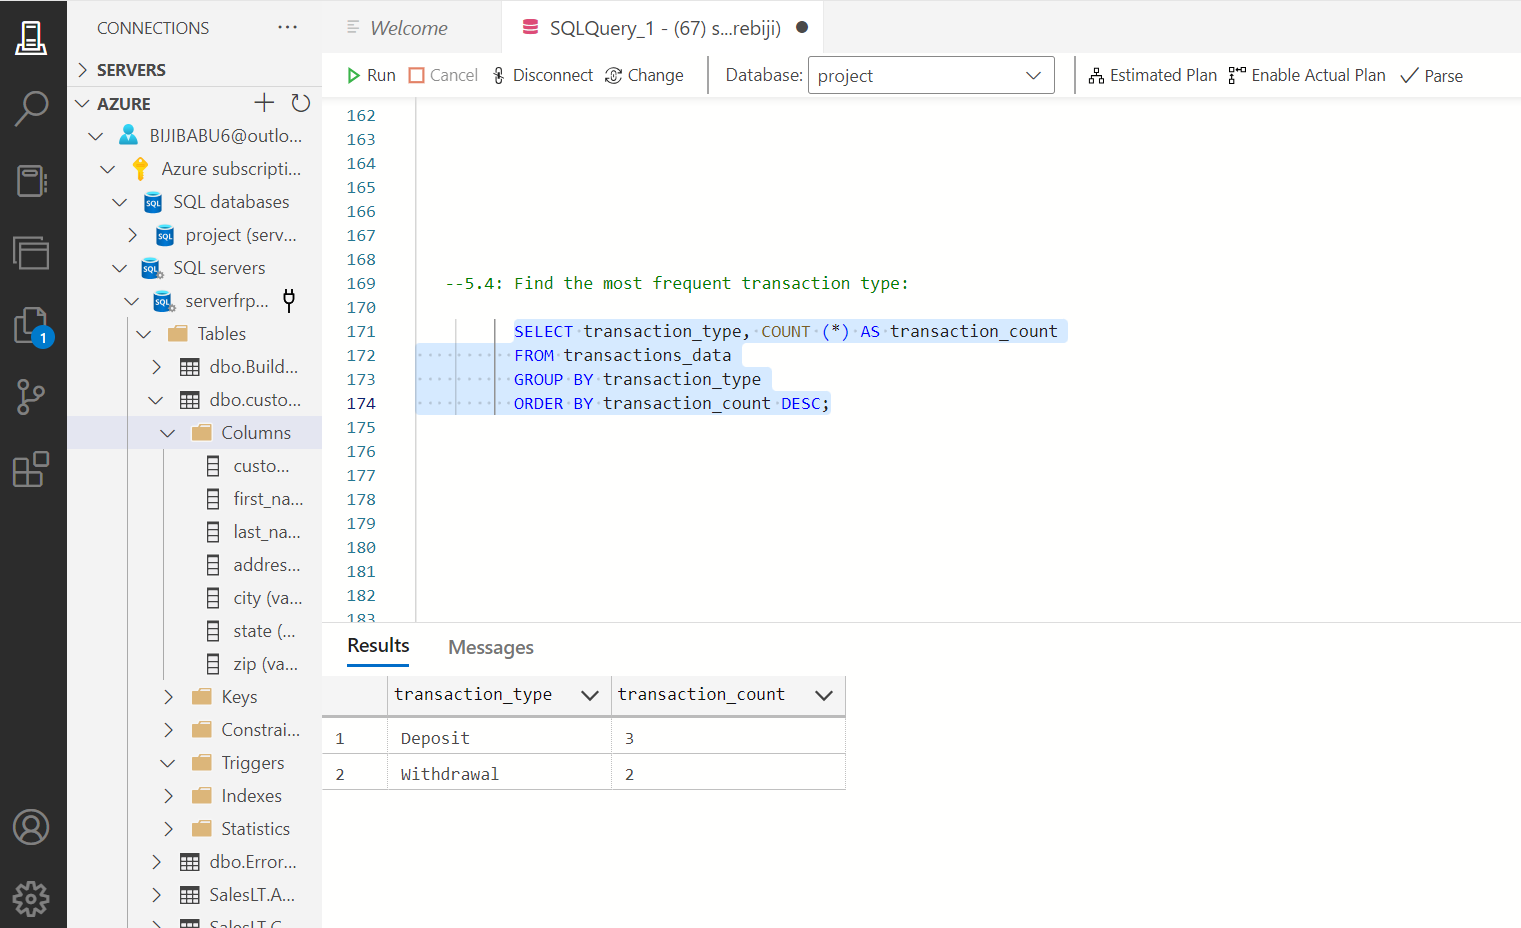 CONNECTIONS ···
SERVERS
AZURE
BIJIBABU6@outlo...
Azure subscripti...
SQL databases
project (serv...
SQL servers
serverfrp...
Tables
dbo.Build...
dbo.custo...
Columns
custo...
first_na...
last_na...
addres...
city (va...
state (...
zip (va...
Keys
Constrai...
Triggers
Indexes
Statistics
dbo.Error...
SalesLT.A...
SalesLT.C...
1
Welcome SQLQuery_1 - (67) s...rebiji)
Run Cancel Disconnect Change Database: project Estimated Plan Enable Actual Plan Parse
162
163
164
165
166
167
168
169 --5.4: Find the most frequent transaction type:
170
171 SELECT transaction_type, COUNT (*) AS transaction_count
172 FROM transactions_data
173 GROUP BY transaction_type
174 ORDER BY transaction_count DESC;
175
176
177
178
179
180
181
182
183
Results Messages
transaction_type transaction_count
1 Deposit 3
2 Withdrawal 2